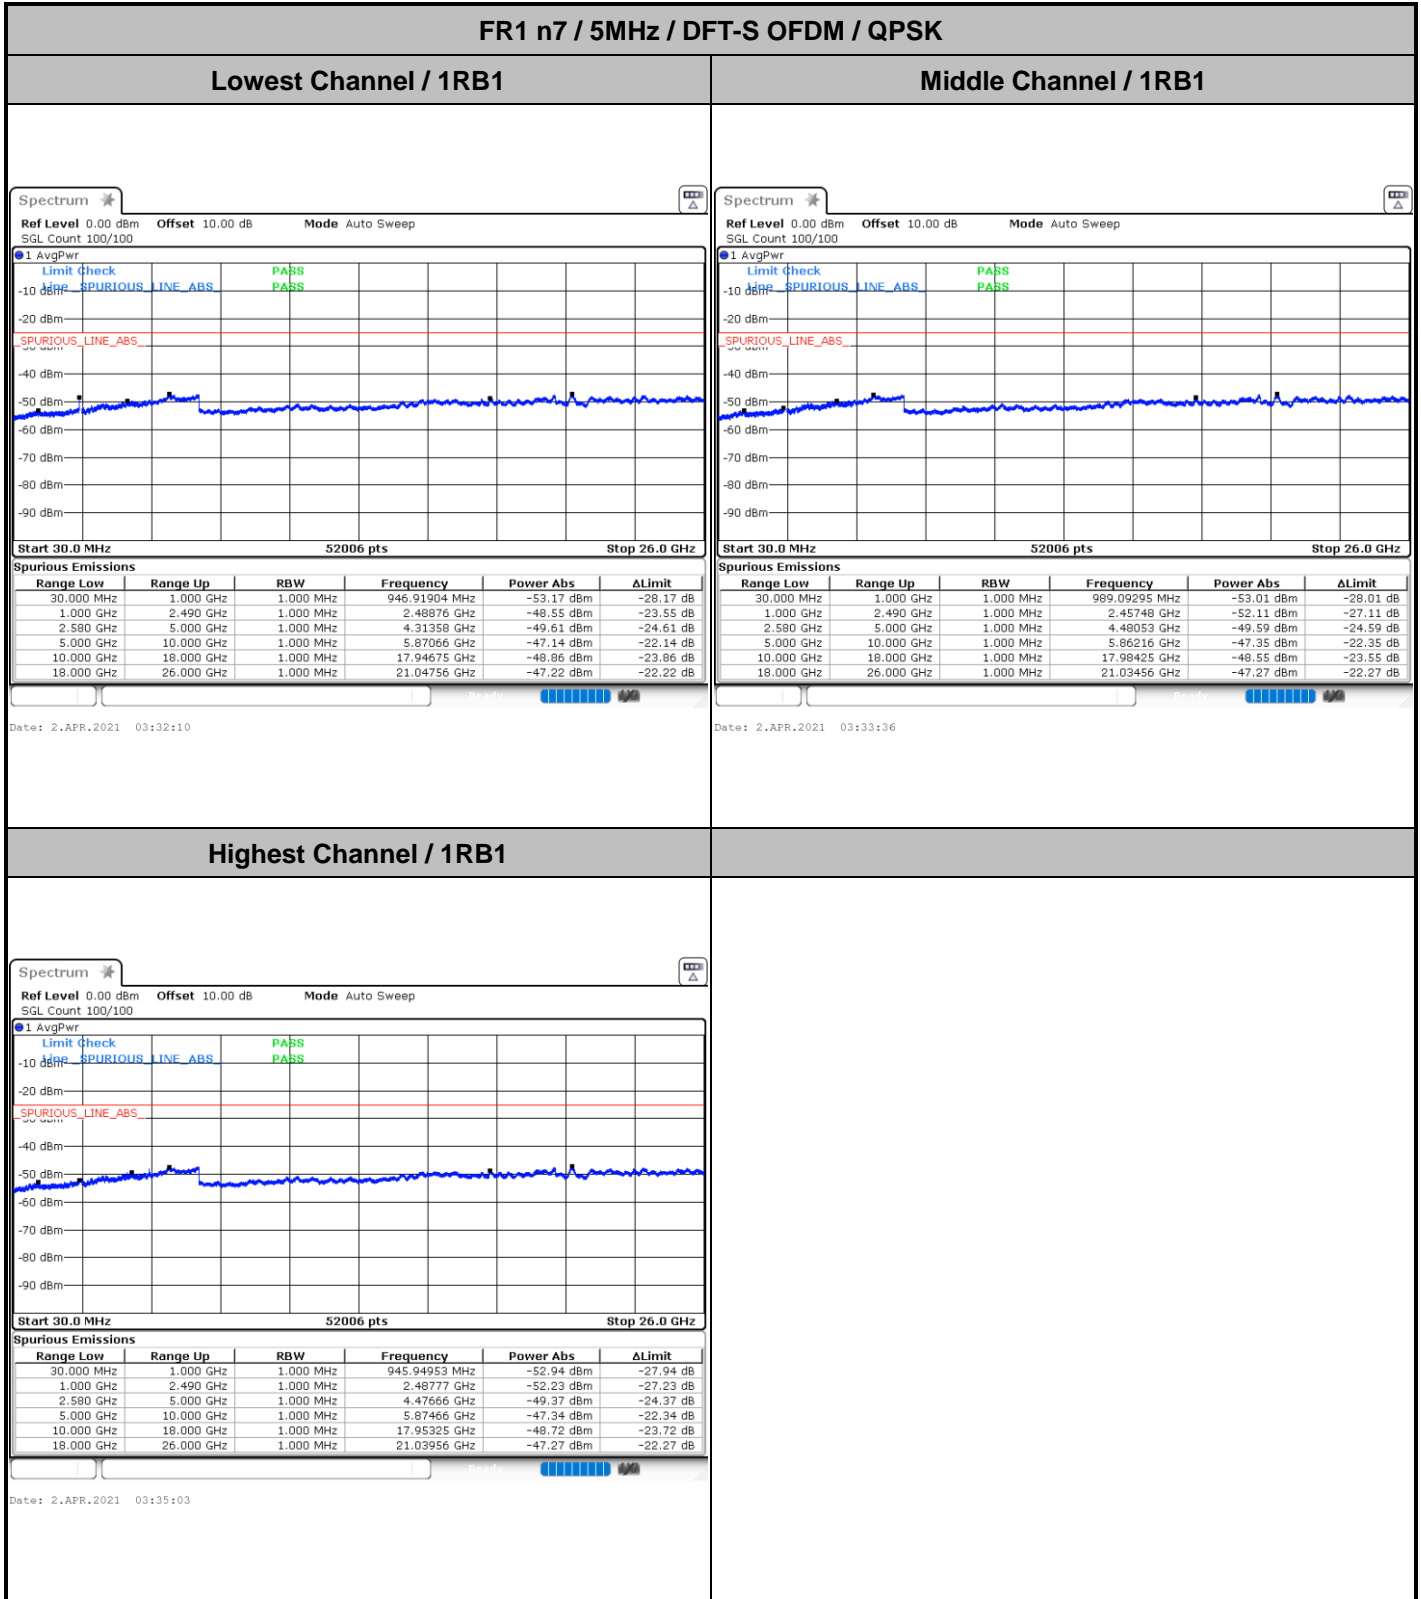 FR1 n7 / 5MHz / DFT-S OFDM / QPSK
Lowest Channel / 1RB1
Middle Channel / 1RB1
Spectrum
Ref Level 0.00 dBm Offset 10.00 dB Mode Auto Sweep
SGL Count 100/100
1 AvgPwr
Limit Check PASS
Line _SPURIOUS_LINE_ABS_ PASS
-10 dBm
-20 dBm
_SPURIOUS_LINE_ABS_
-30 dBm
-40 dBm
-50 dBm
-60 dBm
-70 dBm
-80 dBm
-90 dBm
Start 30.0 MHz 52006 pts Stop 26.0 GHz
Spurious Emissions
Range Low Range Up RBW Frequency Power Abs ΔLimit
30.000 MHz 1.000 GHz 1.000 MHz 946.91904 MHz -53.17 dBm -28.17 dB
1.000 GHz 2.490 GHz 1.000 MHz 2.48876 GHz -48.55 dBm -23.55 dB
2.580 GHz 5.000 GHz 1.000 MHz 4.31358 GHz -49.61 dBm -24.61 dB
5.000 GHz 10.000 GHz 1.000 MHz 5.87066 GHz -47.14 dBm -22.14 dB
10.000 GHz 18.000 GHz 1.000 MHz 17.94675 GHz -48.86 dBm -23.86 dB
18.000 GHz 26.000 GHz 1.000 MHz 21.04756 GHz -47.22 dBm -22.22 dB
Ready
Date: 2.APR.2021 03:32:10
Spectrum
Ref Level 0.00 dBm Offset 10.00 dB Mode Auto Sweep
SGL Count 100/100
1 AvgPwr
Limit Check PASS
Line _SPURIOUS_LINE_ABS_ PASS
-10 dBm
-20 dBm
_SPURIOUS_LINE_ABS_
-30 dBm
-40 dBm
-50 dBm
-60 dBm
-70 dBm
-80 dBm
-90 dBm
Start 30.0 MHz 52006 pts Stop 26.0 GHz
Spurious Emissions
Range Low Range Up RBW Frequency Power Abs ΔLimit
30.000 MHz 1.000 GHz 1.000 MHz 989.09295 MHz -53.01 dBm -28.01 dB
1.000 GHz 2.490 GHz 1.000 MHz 2.45748 GHz -52.11 dBm -27.11 dB
2.580 GHz 5.000 GHz 1.000 MHz 4.48053 GHz -49.59 dBm -24.59 dB
5.000 GHz 10.000 GHz 1.000 MHz 5.86216 GHz -47.35 dBm -22.35 dB
10.000 GHz 18.000 GHz 1.000 MHz 17.98425 GHz -48.55 dBm -23.55 dB
18.000 GHz 26.000 GHz 1.000 MHz 21.03456 GHz -47.27 dBm -22.27 dB
Ready
Date: 2.APR.2021 03:33:36
Highest Channel / 1RB1
Spectrum
Ref Level 0.00 dBm Offset 10.00 dB Mode Auto Sweep
SGL Count 100/100
1 AvgPwr
Limit Check PASS
Line _SPURIOUS_LINE_ABS_ PASS
-10 dBm
-20 dBm
_SPURIOUS_LINE_ABS_
-30 dBm
-40 dBm
-50 dBm
-60 dBm
-70 dBm
-80 dBm
-90 dBm
Start 30.0 MHz 52006 pts Stop 26.0 GHz
Spurious Emissions
Range Low Range Up RBW Frequency Power Abs ΔLimit
30.000 MHz 1.000 GHz 1.000 MHz 945.94953 MHz -52.94 dBm -27.94 dB
1.000 GHz 2.490 GHz 1.000 MHz 2.48777 GHz -52.23 dBm -27.23 dB
2.580 GHz 5.000 GHz 1.000 MHz 4.47666 GHz -49.37 dBm -24.37 dB
5.000 GHz 10.000 GHz 1.000 MHz 5.87466 GHz -47.34 dBm -22.34 dB
10.000 GHz 18.000 GHz 1.000 MHz 17.95325 GHz -48.72 dBm -23.72 dB
18.000 GHz 26.000 GHz 1.000 MHz 21.03956 GHz -47.27 dBm -22.27 dB
Ready
Date: 2.APR.2021 03:35:03